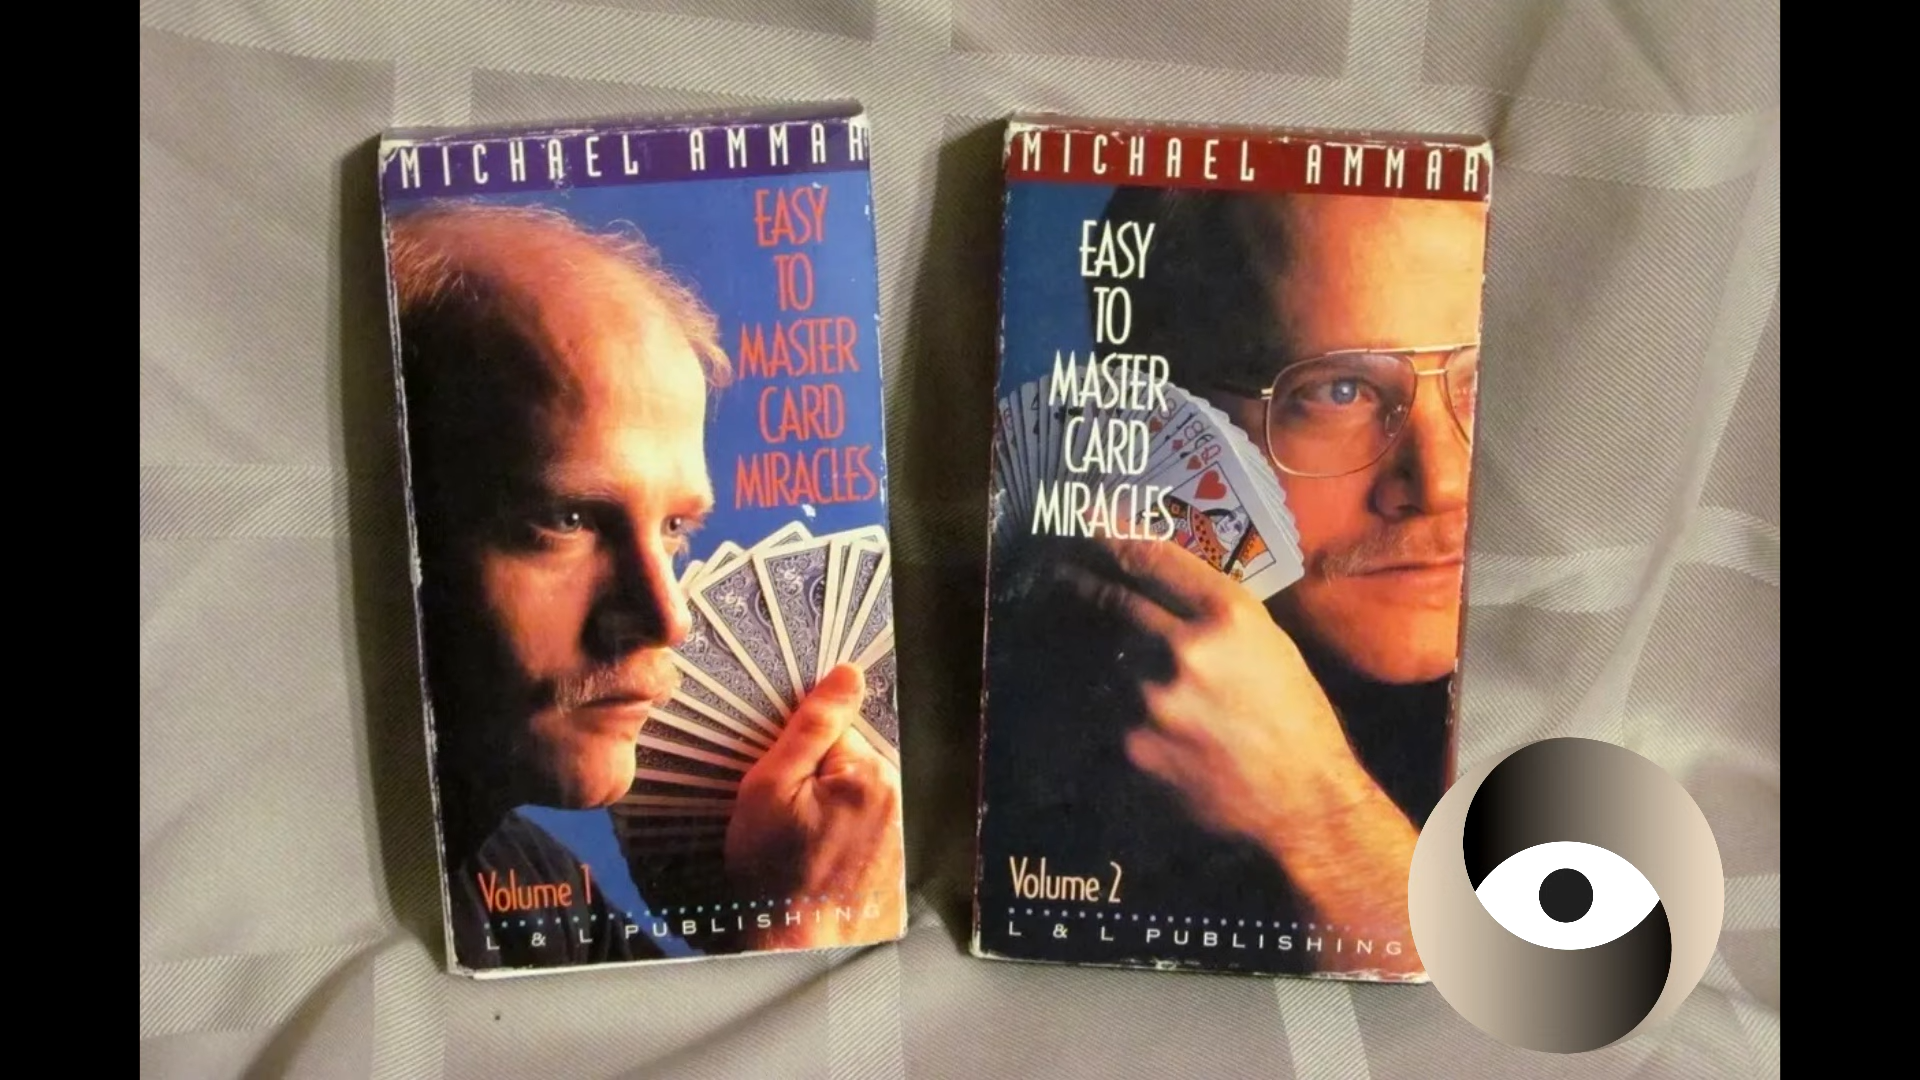 MICHAEL AMMAR
EASY
TO
MASTER
CARD
MIRACLES
Volume 1
L & L PUBLISHING
MICHAEL AMMAR
EASY
TO
MASTER
CARD
MIRACLES
Volume 2
L & L PUBLISHING